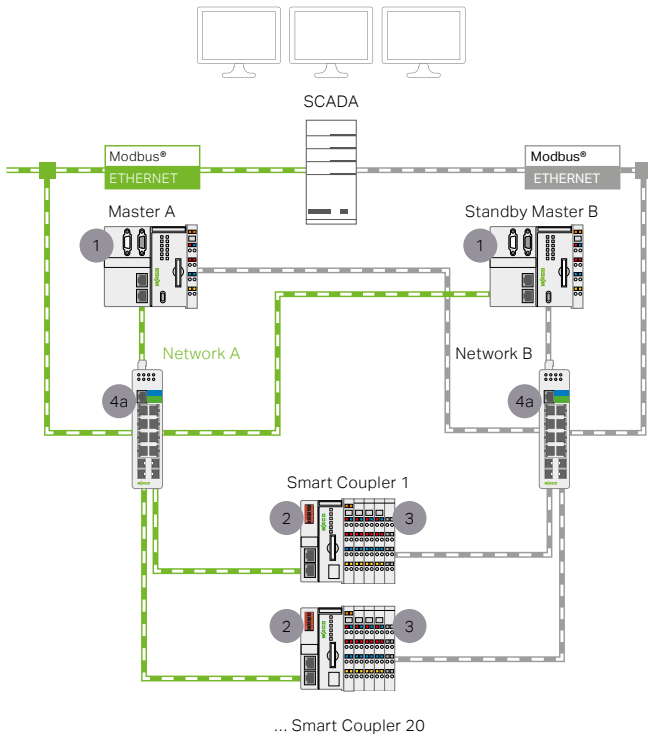 SCADA
Modbus®
ETHERNET
Modbus®
ETHERNET
Master A
Standby Master B
1
1
Network A
Network B
4a
4a
Smart Coupler 1
2
3
2
3
... Smart Coupler 20